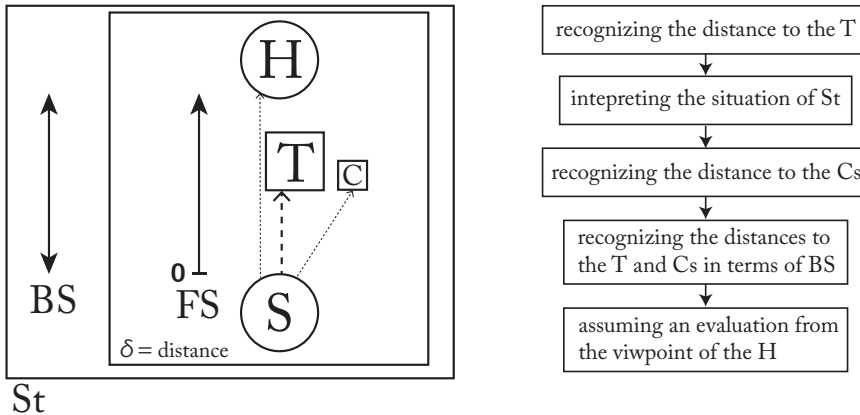 H
T
C
0
BS
FS
S
δ = distance
St
recognizing the distance to the T
intepreting the situation of St
recognizing the distance to the Cs
recognizing the distances to
the T and Cs in terms of BS
assuming an evaluation from
the viwpoint of the H